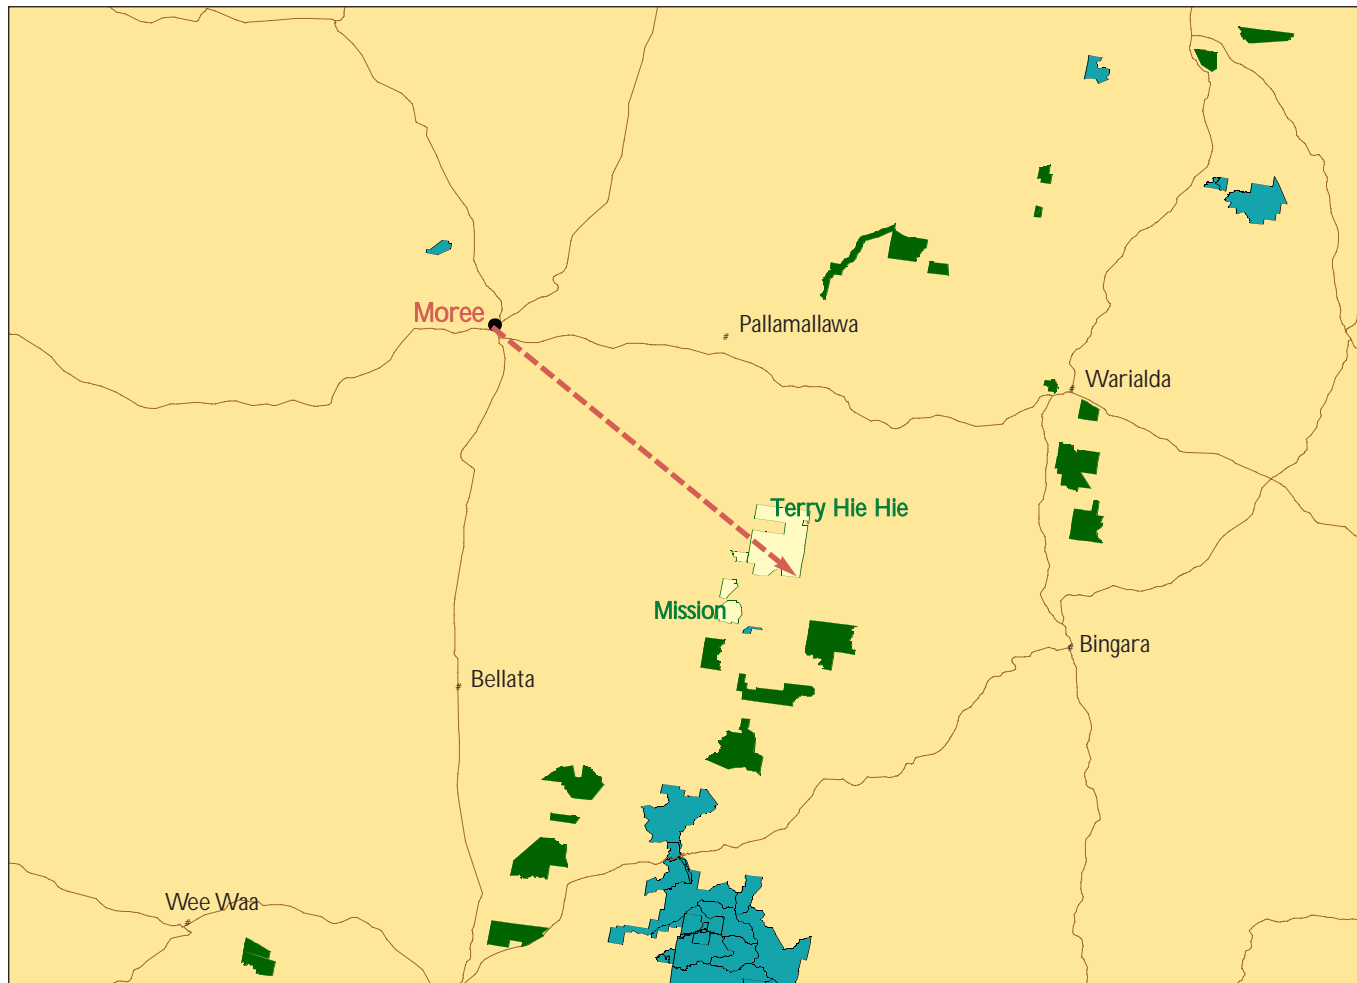 Moree
Pallamallawa
Warialda
Terry Hie Hie
Mission
Bingara
Bellata
Wee Waa